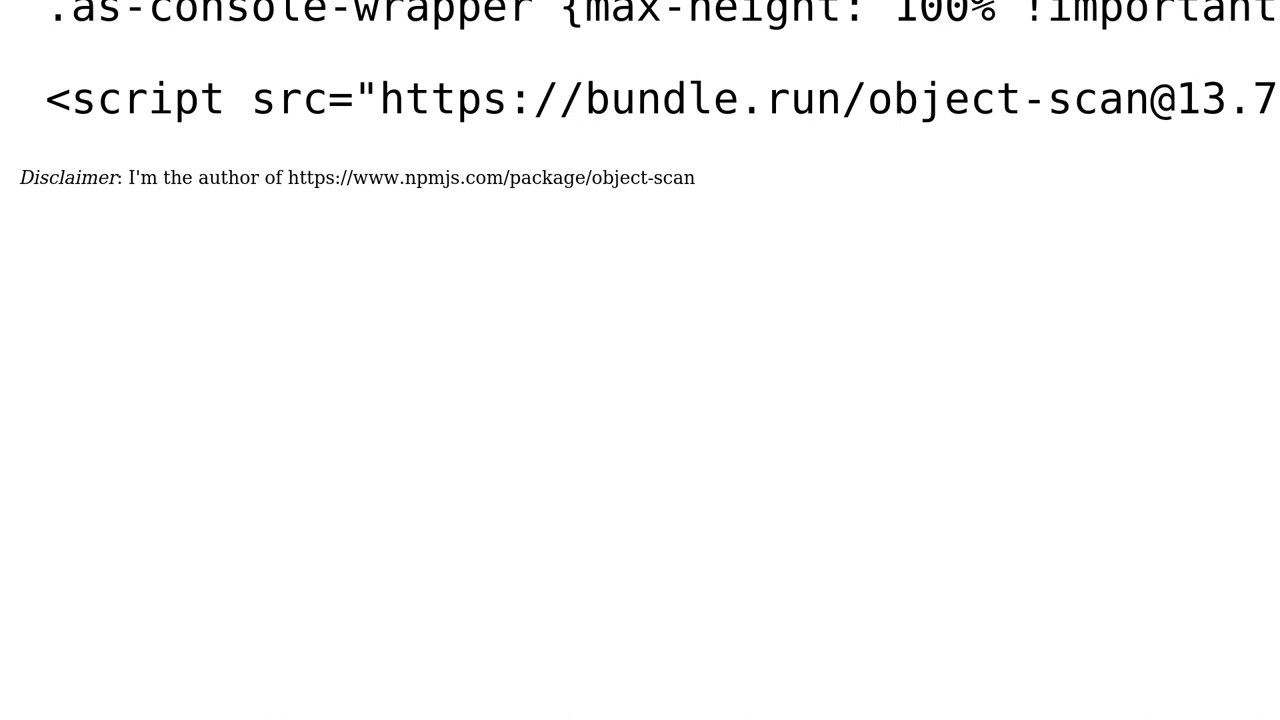 .as-console-wrapper {max-height: 100% !important
<script src="https://bundle.run/object-scan@13.7
Disclaimer: I'm the author of https://www.npmjs.com/package/object-scan